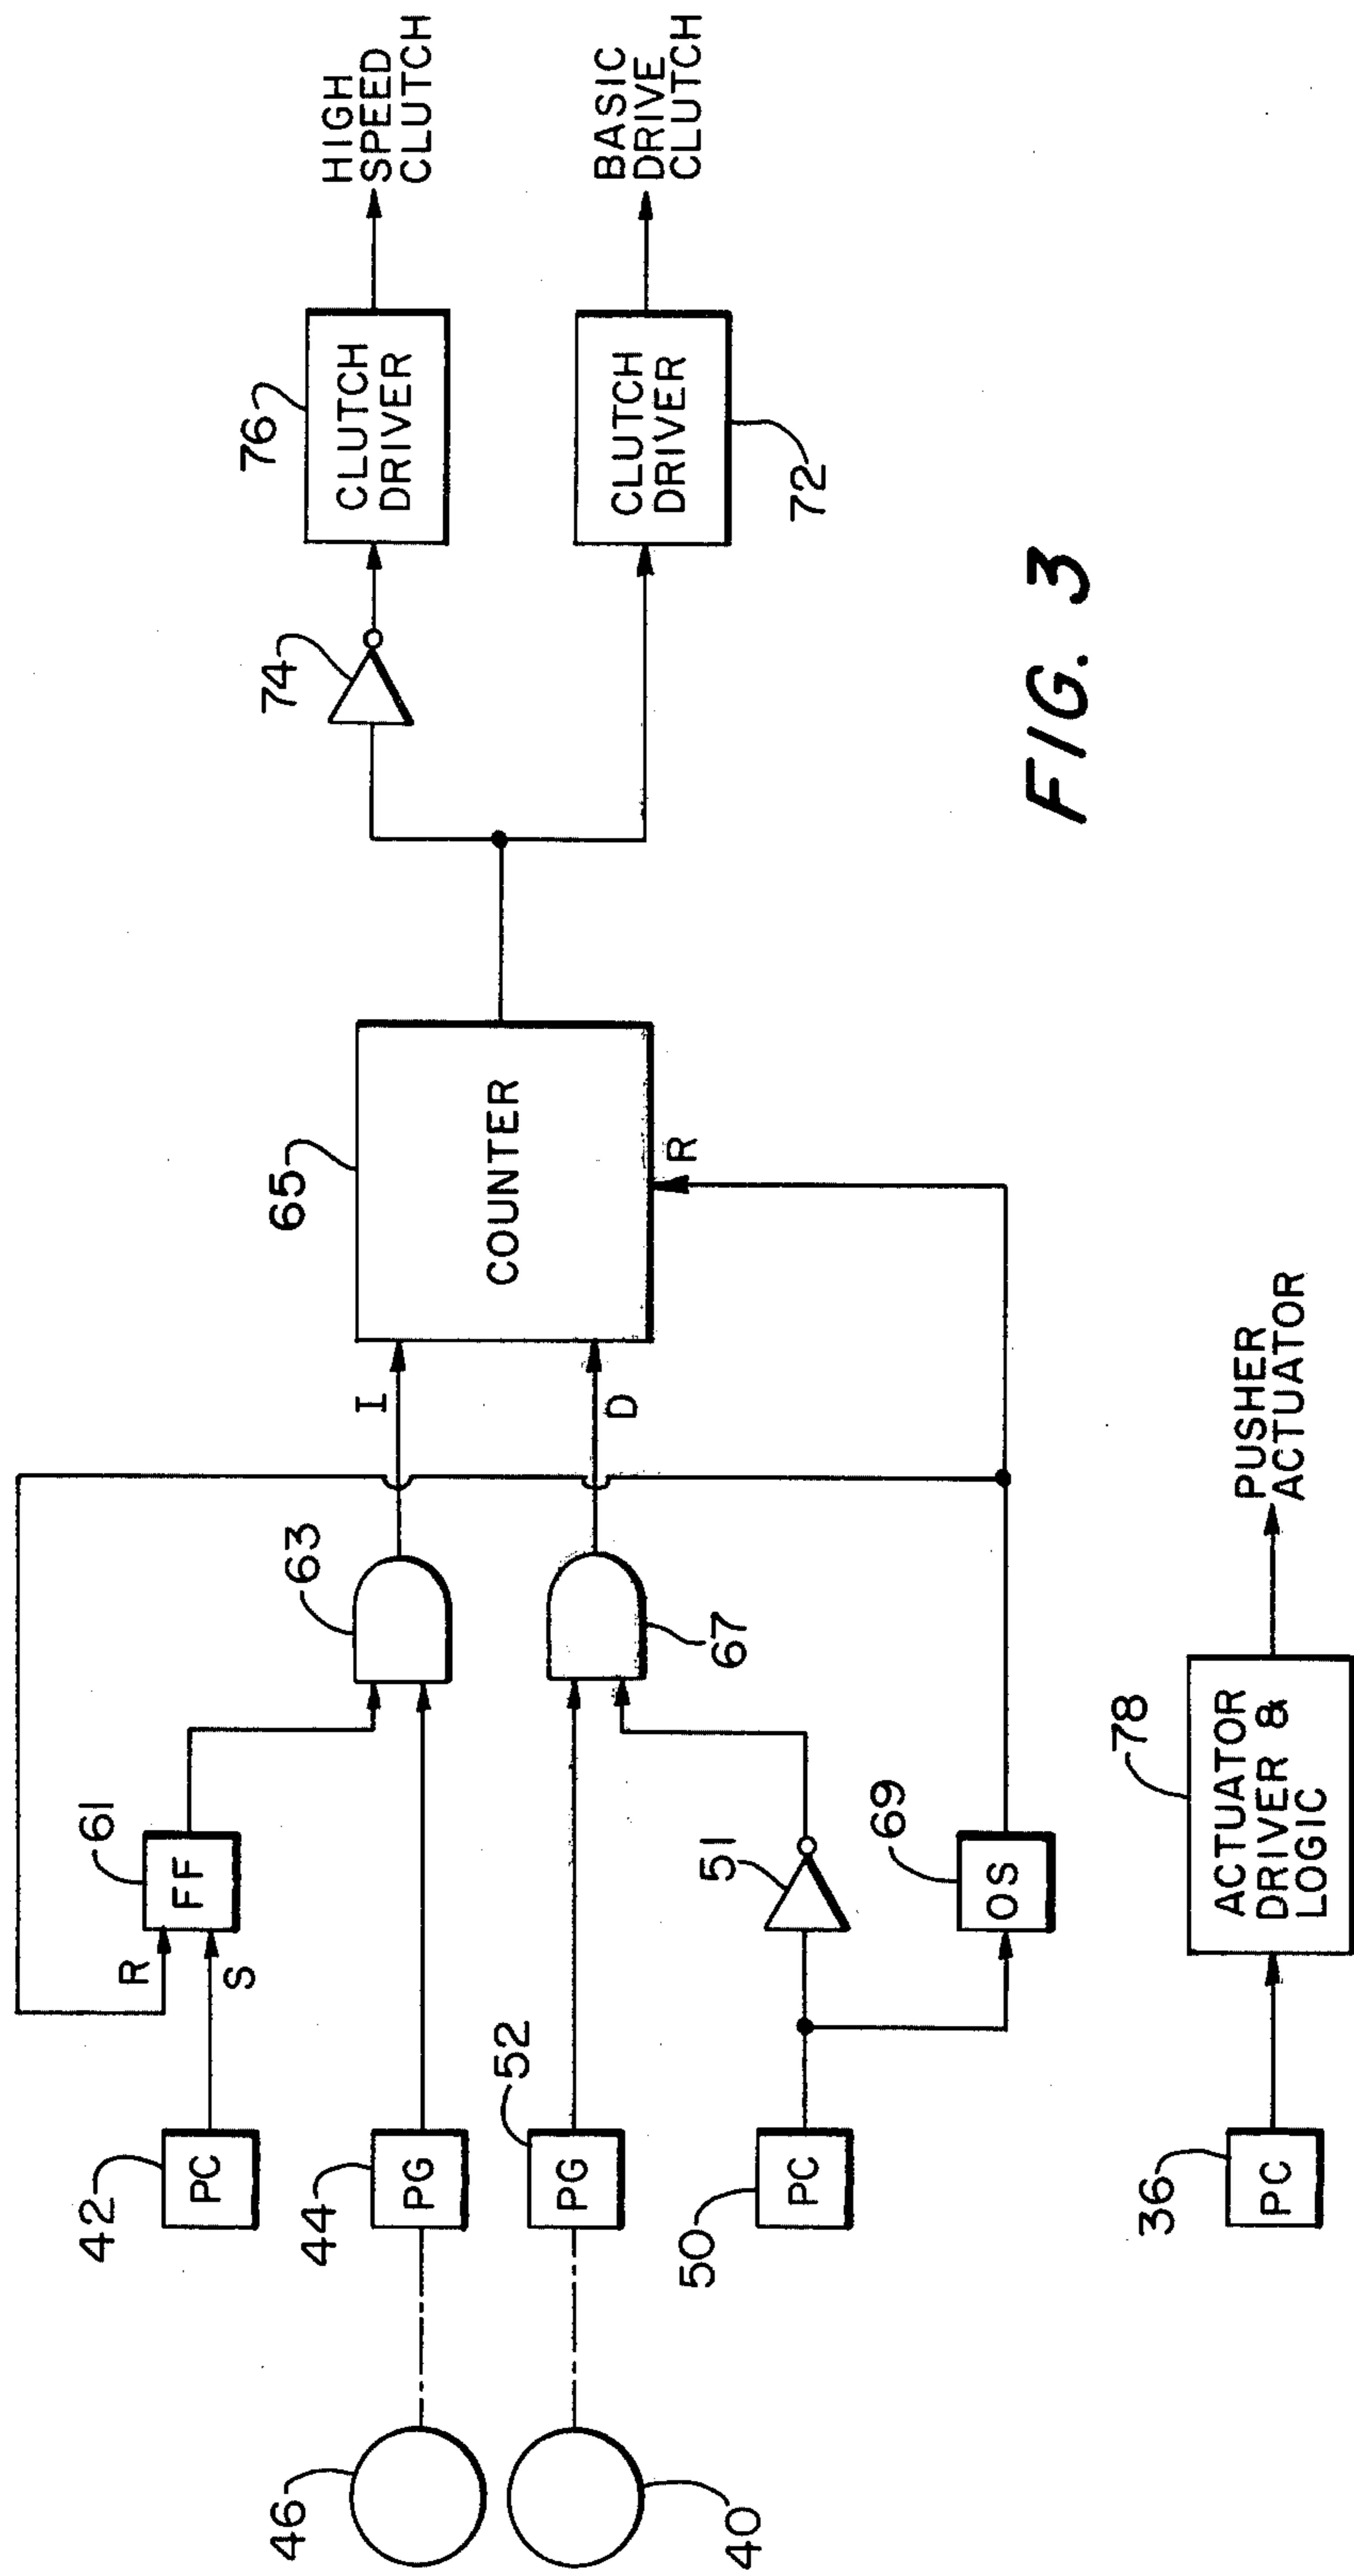 46
40
42
PC
44
PG
52
PG
50
PC
36
PC
R
S
61
FF
51
69
OS
63
67
I
D
65
COUNTER
R
74
76
CLUTCH
DRIVER
72
CLUTCH
DRIVER
HIGH
SPEED
CLUTCH
BASIC
DRIVE
CLUTCH
78
ACTUATOR
DRIVER &
LOGIC
PUSHER
ACTUATOR
FIG. 3